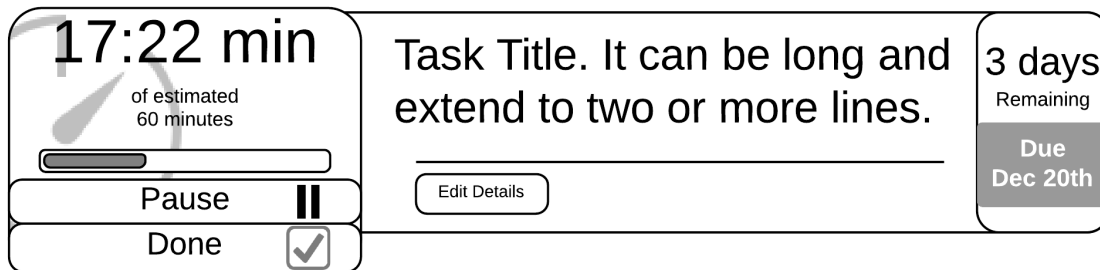 17:22 min
of estimated
60 minutes
Pause
Done
Task Title. It can be long and
extend to two or more lines.
Edit Details
3 days
Remaining
Due
Dec 20th